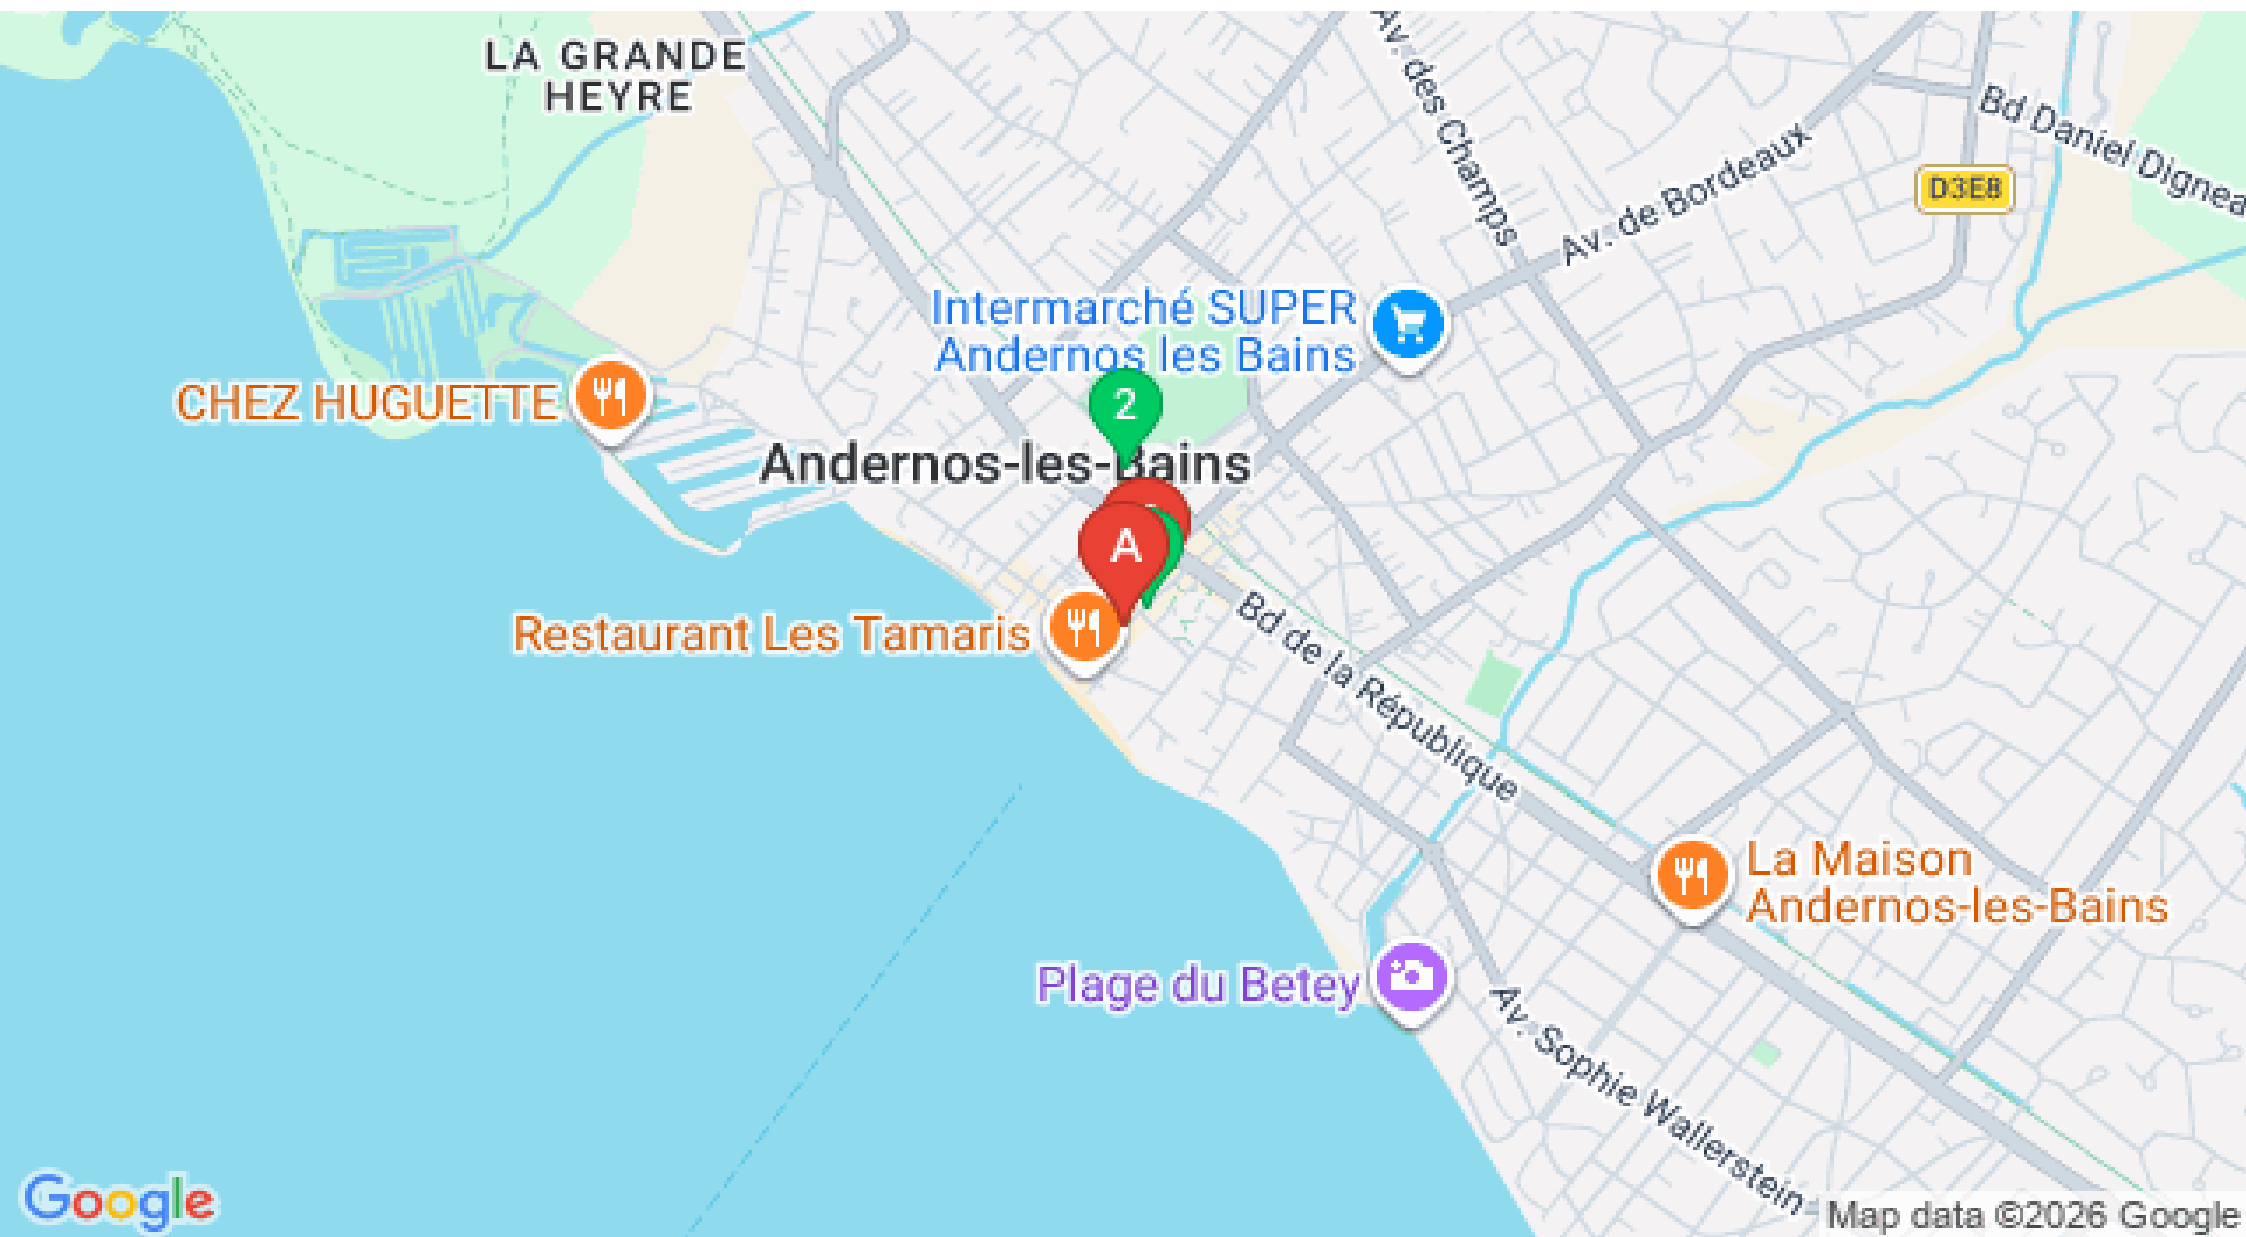 LA GRANDE
HEYRE
Av. des Champs
Bd Daniel Dignea
Av. de Bordeaux
D3E8
Intermarché SUPER
Andernos les Bains
CHEZ HUGUETTE
2
Andernos-les-Bains
A
Restaurant Les Tamaris
Bd de la République
La Maison
Andernos-les-Bains
Plage du Betey
Av. Sophie Wallerstein
Google
Map data ©2026 Google